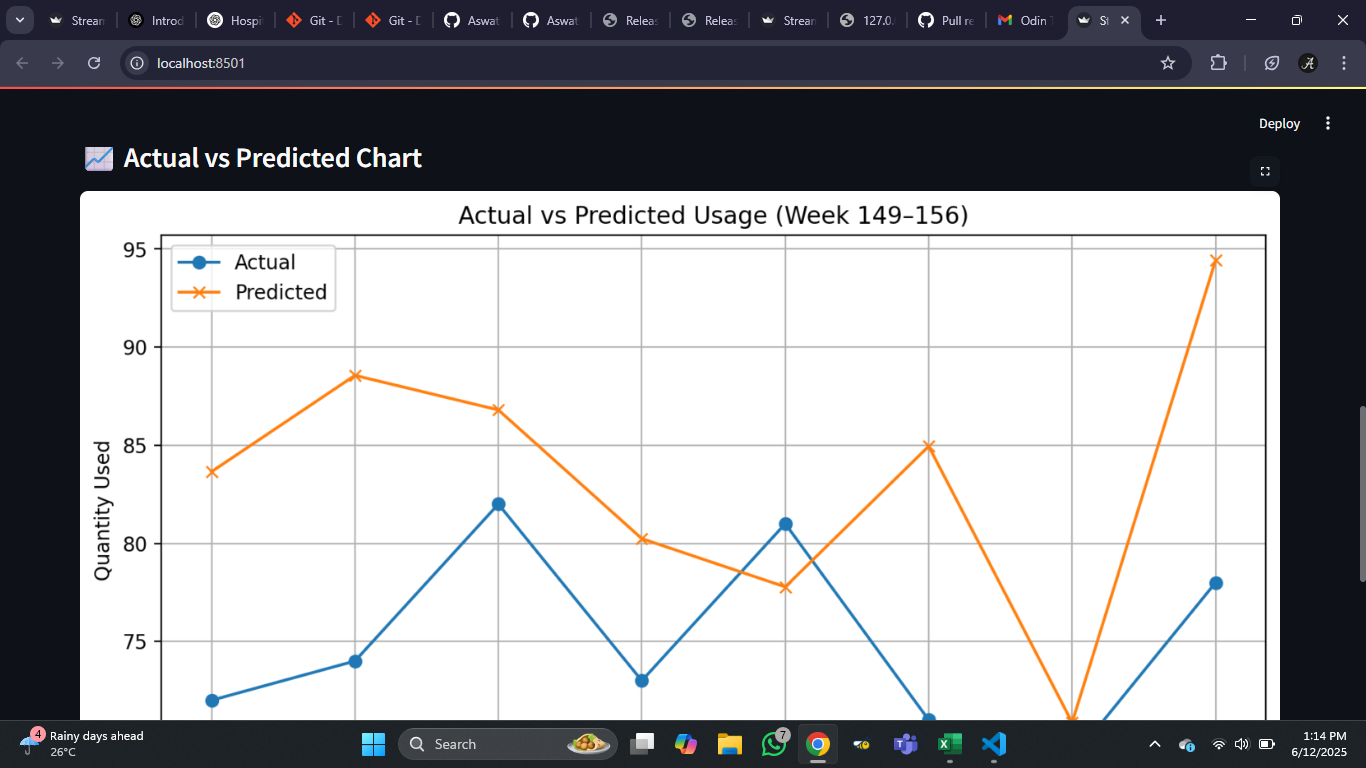 Stream
Introd
Hospi
Git - D
Git - D
Aswat
Aswat
Releas
Releas
Stream
127.0.
Pull re
Odin T
St
localhost:8501
Deploy
📈 Actual vs Predicted Chart
Actual vs Predicted Usage (Week 149–156)
Actual
Predicted
95
90
85
80
75
Quantity Used
4
Rainy days ahead
26°C
Search
7
1:14 PM
6/12/2025